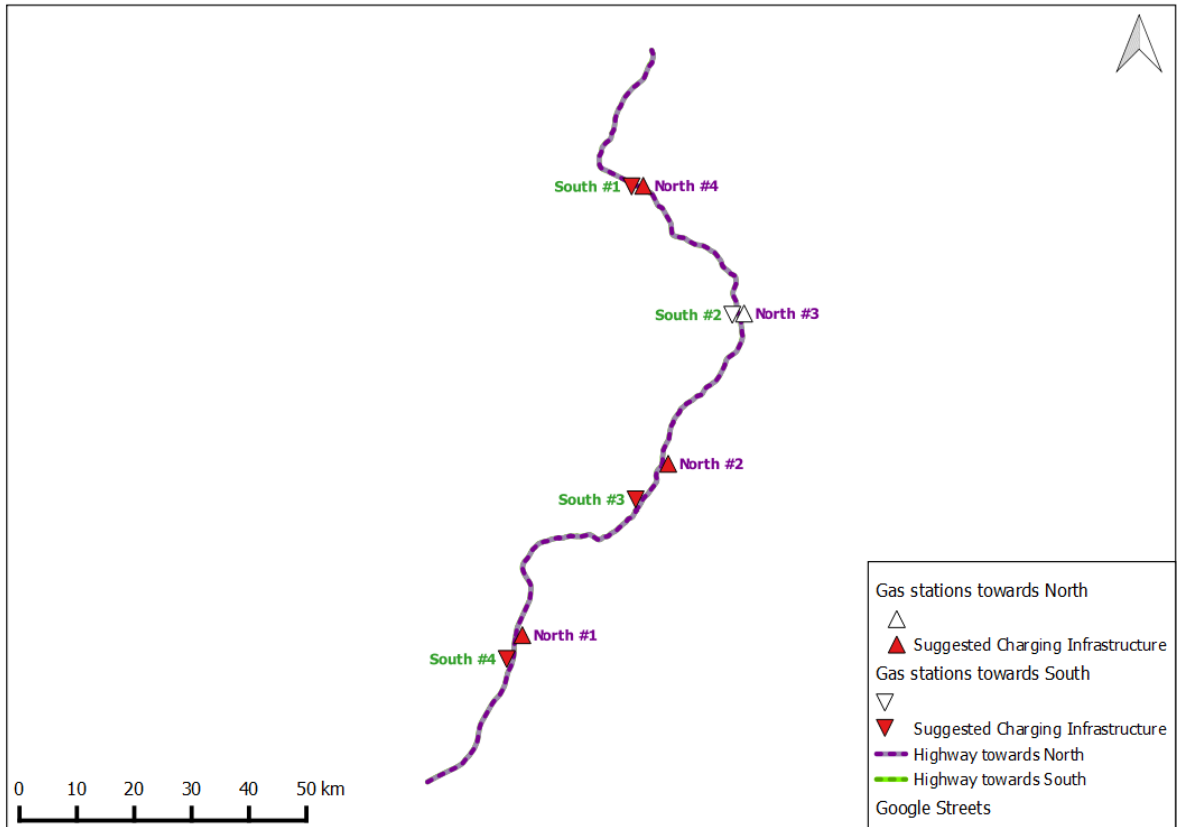 South #1
North #4
South #2
North #3
North #2
South #3
North #1
South #4
Gas stations towards North
Suggested Charging Infrastructure
Gas stations towards South
Suggested Charging Infrastructure
Highway towards North
Highway towards South
Google Streets
0 10 20 30 40 50 km